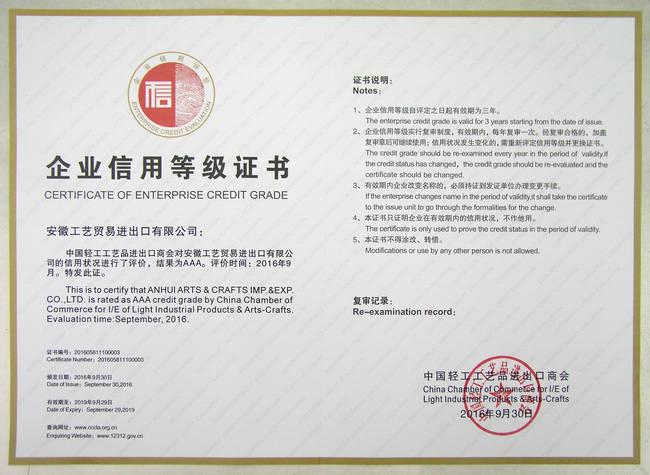 企业信用评价
信
ENTERPRISE CREDIT EVALUATION
企业信用等级证书
CERTIFICATE OF ENTERPRISE CREDIT GRADE
安徽工艺贸易进出口有限公司：
中国轻工工艺品进出口商会对安徽工艺贸易进出口有限公
司的信用状况进行了评价，结果为AAA。评价时间：2016年9
月。特发此证。
This is to certify that ANHUI ARTS & CRAFTS IMP.&EXP.
CO.,LTD. is rated as AAA credit grade by China Chamber of
Commerce for I/E of Light Industrial Products & Arts-Crafts.
Evaluation time:September, 2016.
证书编号：201605811100003
Certificate Number：201605811100003
颁发日期：2016年9月30日
Date of Issue：September 30,2016
有效期至：2019年9月29日
Date of Expiry：September 29,2019
查询网址：www.cccla.org.cn
Enquiring Website：www.12312.gov.cn
证书说明：
Notes：
1、企业信用等级自评定之日起有效期为三年。
The enterprise credit grade is valid for 3 years starting from the date of issue.
2、企业信用等级实行复审制度，有效期内，每年复审一次。经复审合格的，加盖
复审章后可继续使用；信用状况发生变化的，需重新评定信用等级并更换证书。
The credit grade should be re-examined every year in the period of validity.If
the credit status has changed，the credit grade should be re-evaluated and the
certificate should be changed.
3、有效期内企业改变名称的，必须持证到发证单位办理变更手续。
If the enterprise changes name in the period of validity,it shall take the certificate
to the issue unit to go through the formalities for the change.
4、本证书只证明企业在有效期内的信用状况，不作他用。
The certificate is only used to prove the credit status in the period of validity.
5、本证书不得涂改、转借。
Modifications or use by any other person is not allowed.
复审记录：
Re–examination record：
中国轻工工艺品进出口商会
China Chamber of Commerce for I/E of
Light Industrial Products & Arts-Crafts
2016年9月30日